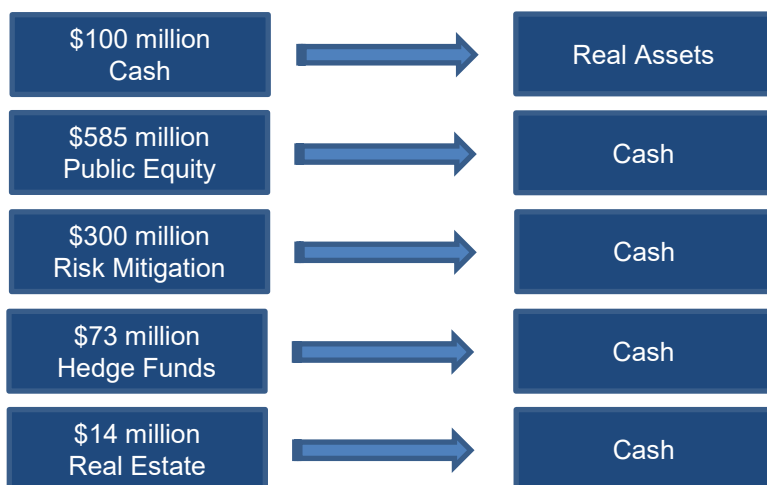 $100 million
Cash
Real Assets
$585 million
Public Equity
Cash
$300 million
Risk Mitigation
Cash
$73 million
Hedge Funds
Cash
$14 million
Real Estate
Cash